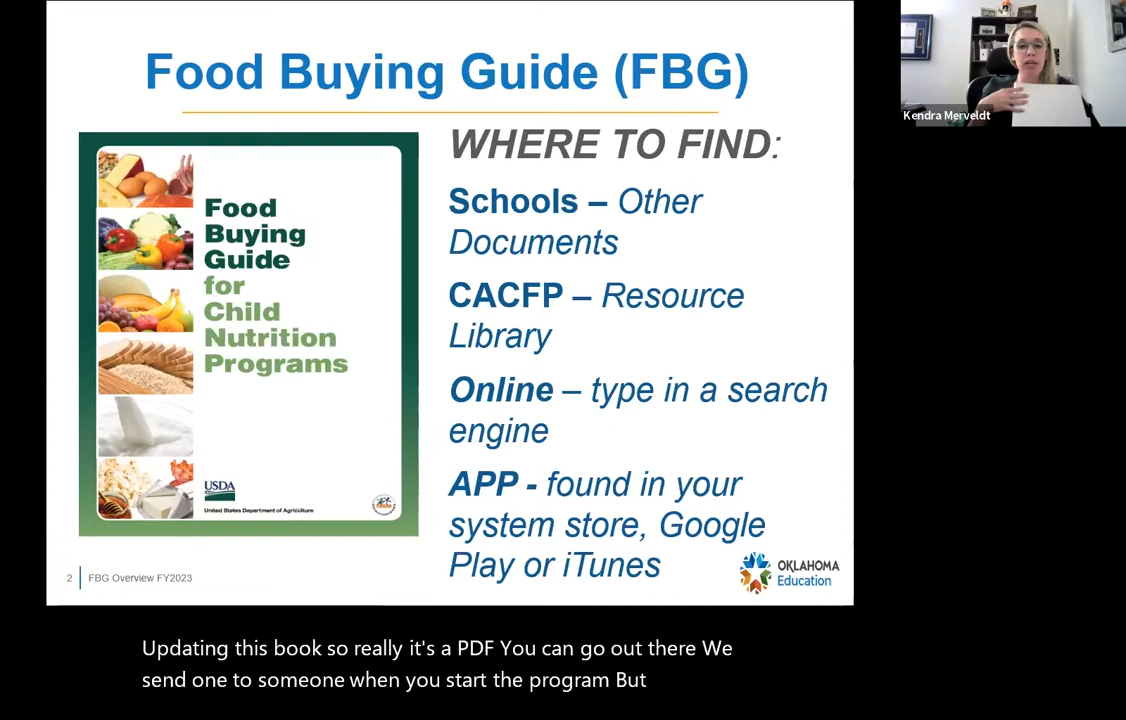 Food Buying Guide (FBG)
Kendra Merveldt
WHERE TO FIND:
Food
Buying
Guide
for
Child
Nutrition
Programs
USDA
United States Department of Agriculture
Schools – Other
Documents
CACFP – Resource
Library
Online – type in a search
engine
APP - found in your
system store, Google
Play or iTunes
2 FBG Overview FY2023
OKLAHOMA
Education
Updating this book so really it's a PDF You can go out there We
send one to someone when you start the program But